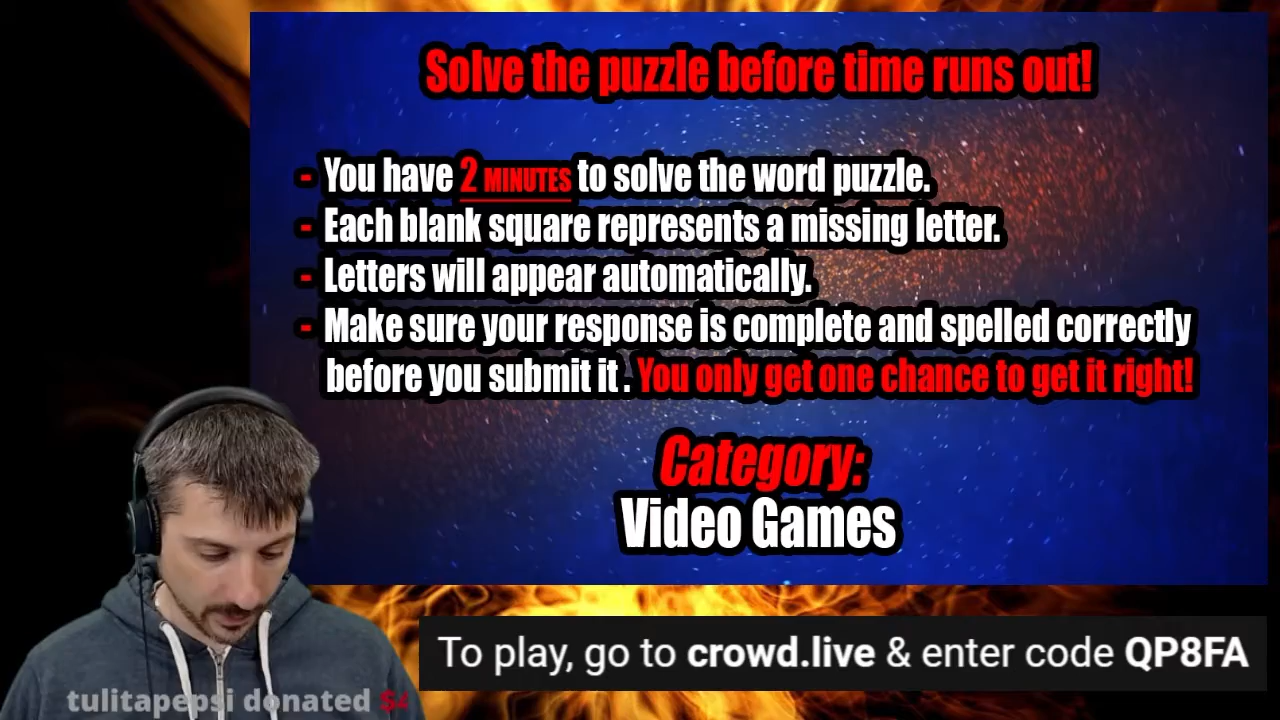 Solve the puzzle before time runs out!
- You have 2 MINUTES to solve the word puzzle.
- Each blank square represents a missing letter.
- Letters will appear automatically.
- Make sure your response is complete and spelled correctly
before you submit it . You only get one chance to get it right!
Category:
Video Games
To play, go to crowd.live & enter code QP8FA
tulitapepsi donated $4